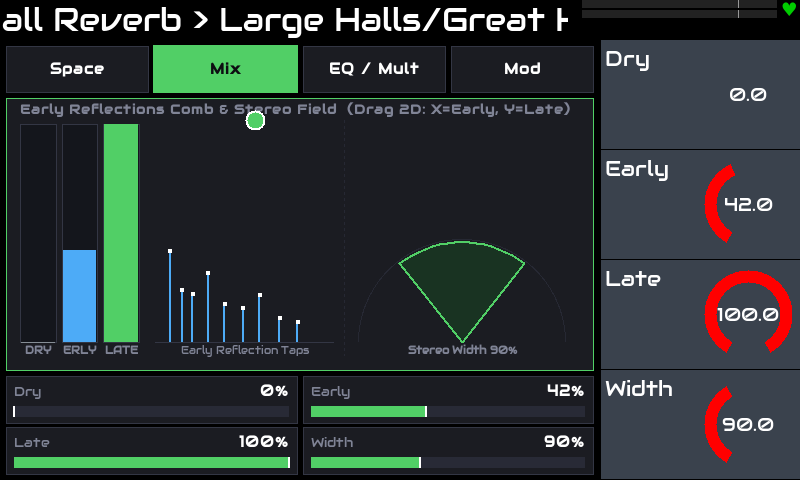 all Reverb > Large Halls/Great H
Space
Mix
EQ / Mult
Mod
Early Reflections Comb & Stereo Field (Drag 2D: X=Early, Y=Late)
DRY
ERLY
LATE
Early Reflection Taps
Stereo Width 90%
Dry 0%
Early 42%
Late 100%
Width 90%
Dry
0.0
Early
42.0
Late
100.0
Width
90.0